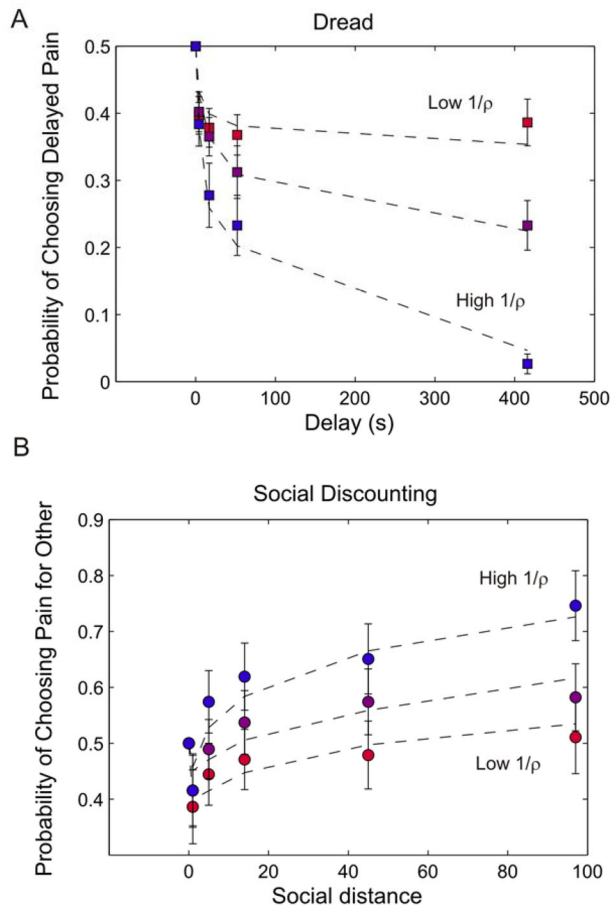 A
Dread
Probability of Choosing Delayed Pain
0.5
0.4
0.3
0.2
0.1
0
Low 1/ρ
High 1/ρ
0 100 200 300 400 500
Delay (s)
B
Social Discounting
Probability of Choosing Pain for Other
0.9
0.8
0.7
0.6
0.5
0.4
High 1/ρ
Low 1/ρ
0 20 40 60 80 100
Social distance